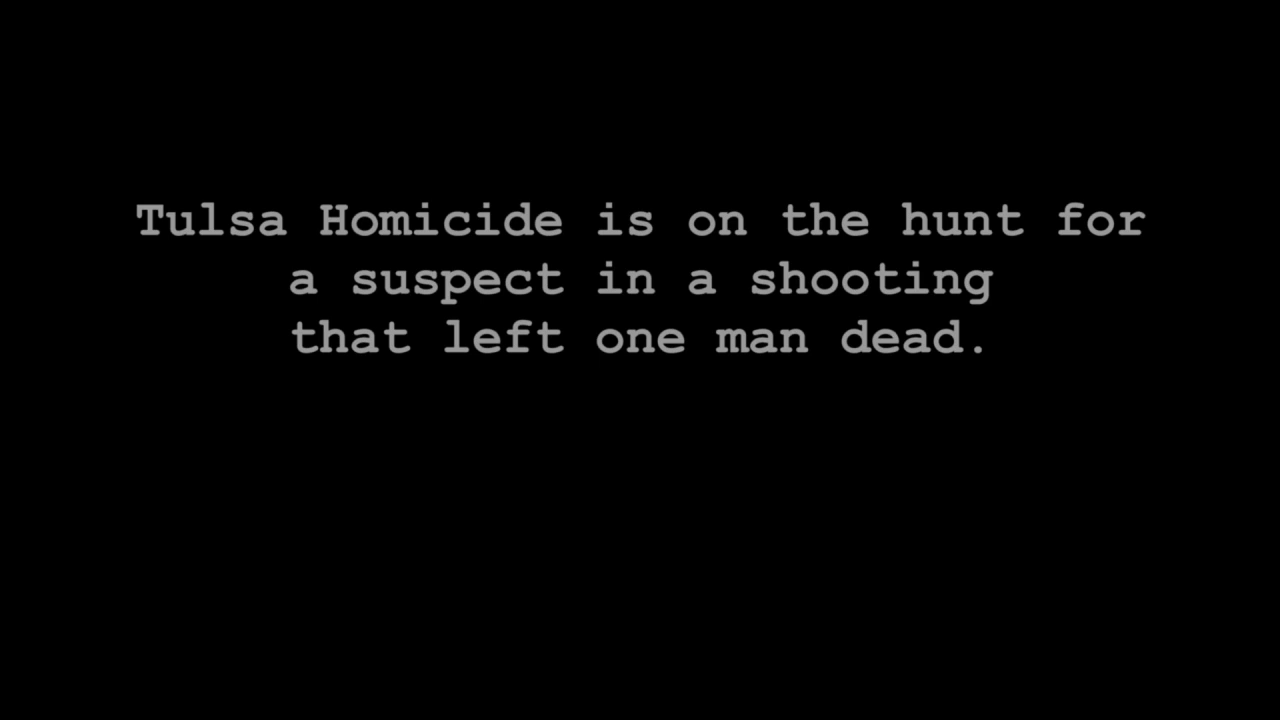 Tulsa Homicide is on the hunt for
a suspect in a shooting
that left one man dead.